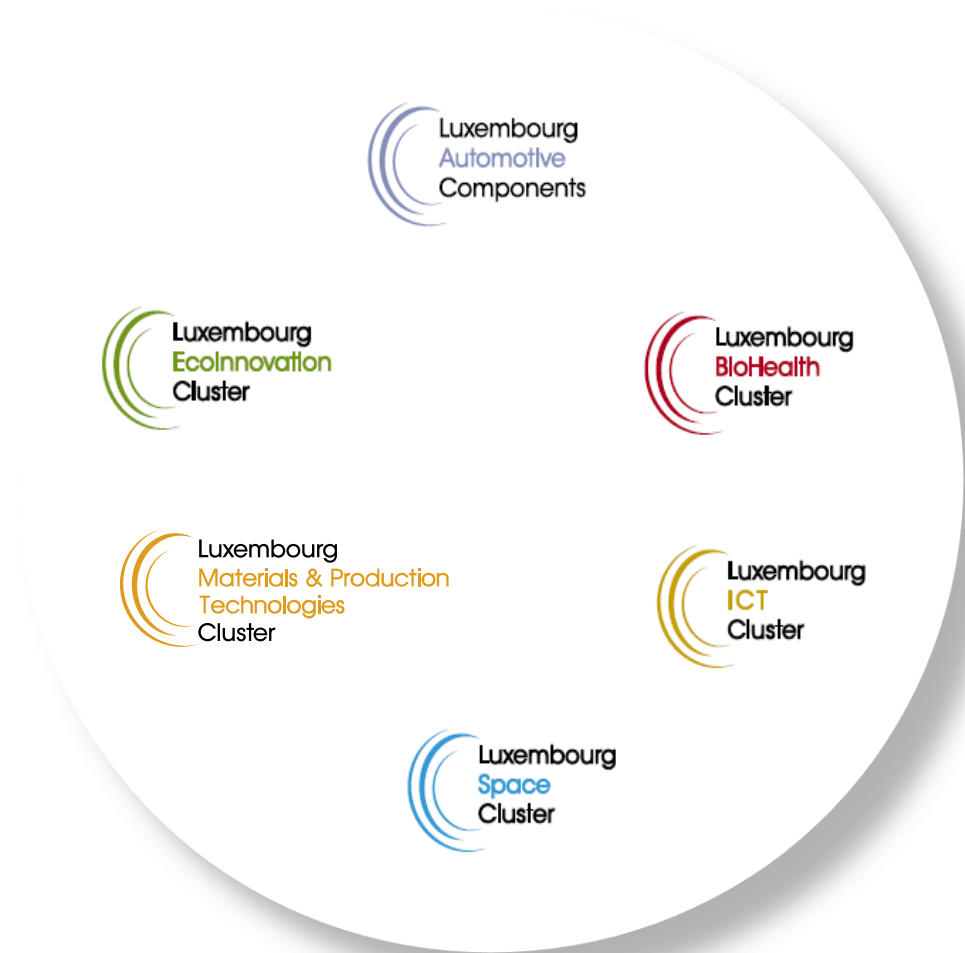 Luxembourg
Automotive
Components
Luxembourg
EcoInnovation
Cluster
Luxembourg
BioHealth
Cluster
Luxembourg
Materials & Production
Technologies
Cluster
Luxembourg
ICT
Cluster
Luxembourg
Space
Cluster